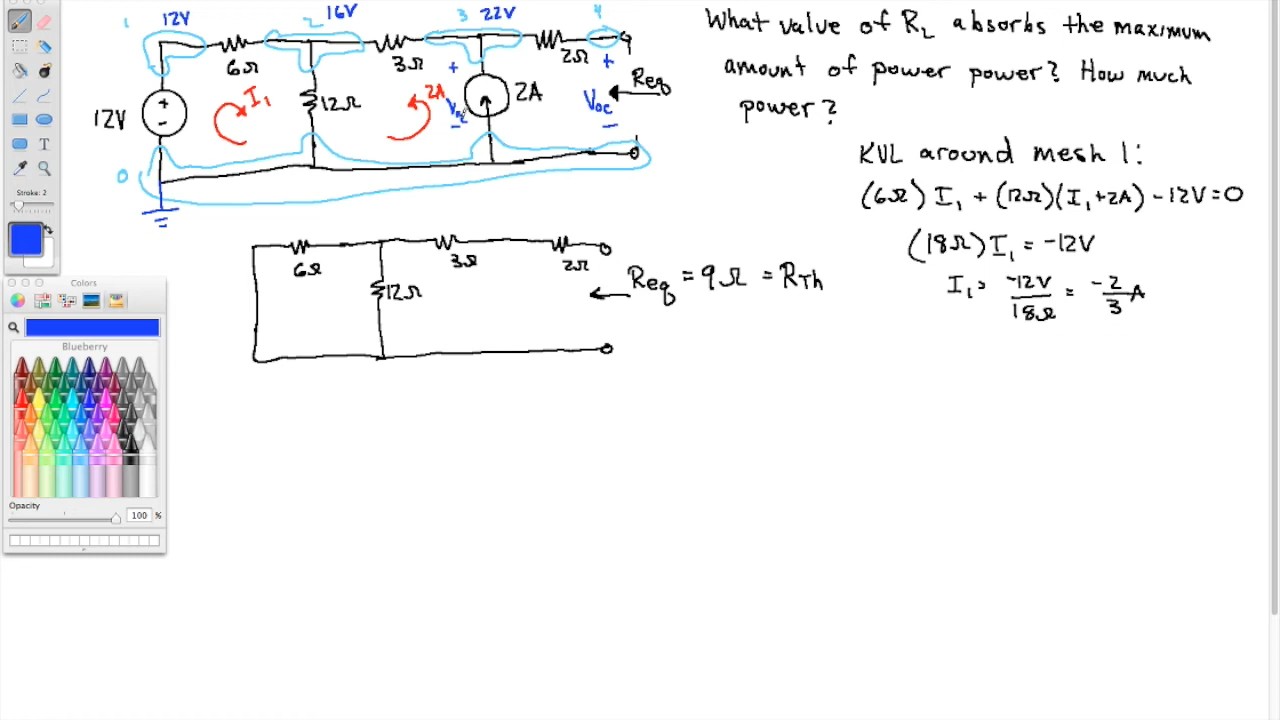 1 12V 2 16V 3 22V 4
6Ω 3Ω 2Ω
12V + - I₁ 12Ω 2A + - 2A + Voc - Req
0
What value of R_L absorbs the maximum
amount of power power? How much
power?
KVL around mesh 1:
(6Ω) I₁ + (12Ω)(I₁+2A) - 12V = 0
(18Ω) I₁ = -12V
I₁ = -12V/18Ω = -2/3 A
6Ω 3Ω 2Ω
12Ω
Req = 9Ω = R_Th
Stroke: 2
Colors
Blueberry
Opacity
100 %